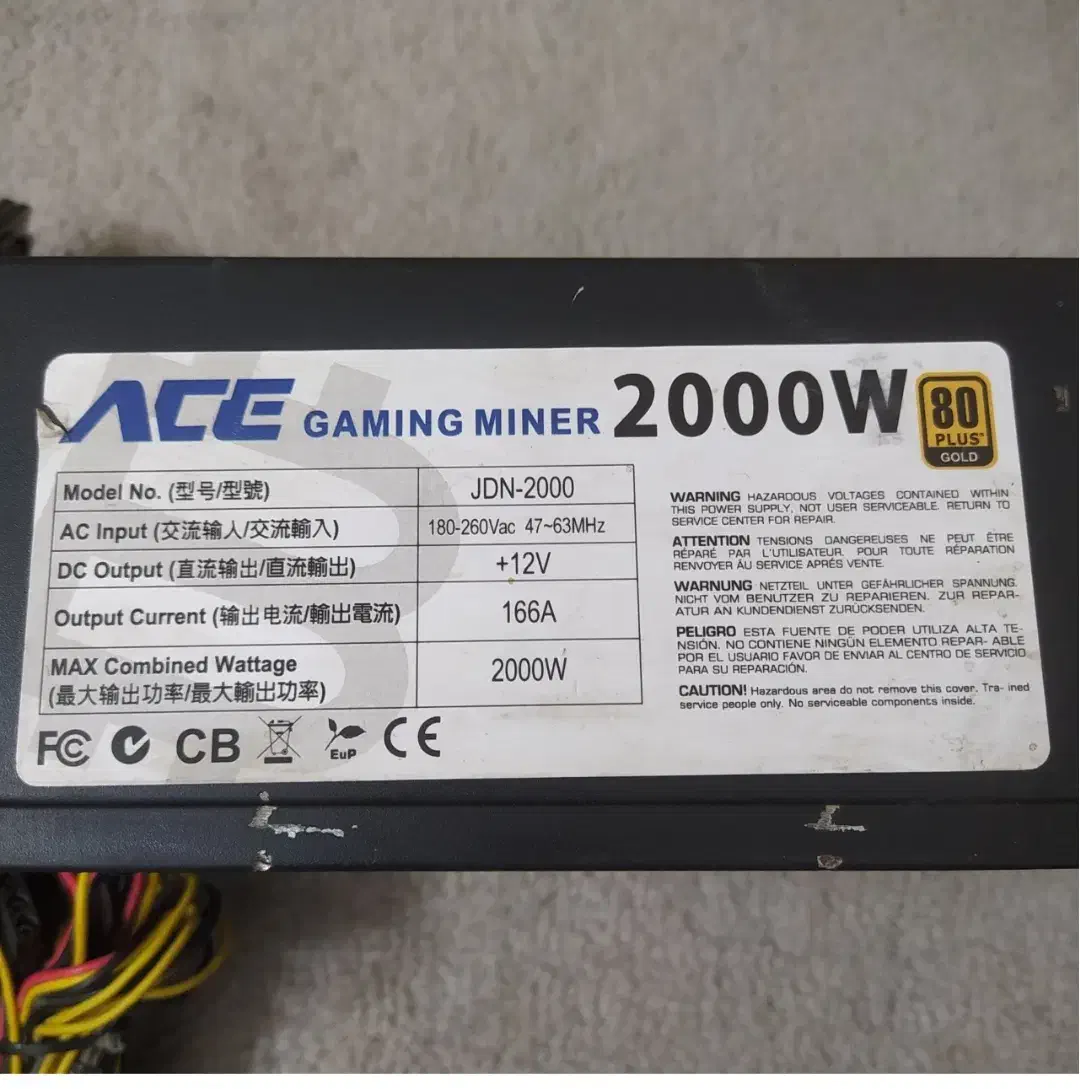 ACE GAMING MINER 2000W
80
PLUS
GOLD
Model No. (型号/型號) JDN-2000
AC Input (交流输人/交流輸入) 180-260Vac 47~63MHz
DC Output (直流输出/直流輸出) +12V
Output Current (输出电流/輸出電流) 166A
MAX Combined Wattage
(最大输出功率/最大輸出功率) 2000W
WARNING HAZARDOUS VOLTAGES CONTAINED WITHIN
THIS POWER SUPPLY, NOT USER SERVICEABLE. RETURN TO
SERVICE CENTER FOR REPAIR.
ATTENTION TENSIONS DANGEREUSES NE PEUT ÊTRE
RÉPARÉ PAR L'UTILISATEUR. POUR TOUTE RÉPARATION
RENVOYER ÀU SERVICE APRÉS VENTE.
WARNUNG NETZTEIL UNTER GEFÄHRLICHER SPANNUNG.
NICHT VOM BENUTZER ZU REPARIEREN. ZUR REPAR-
ATUR AN KUNDENDIENST ZURÜCKSENDEN.
PELIGRO ESTA FUENTE DE PODER UTILIZA ALTA TE-
NSIÓN. NO CONTIENE NINGÚN ELEMENTO REPAR- ABLE
POR EL USUARIO FAVOR DE ENVIAR AL CENTRO DE SERVICIO
PARA SU REPARACIÓN.
CAUTION! Hazardous area do not remove this cover. Tra- ined
service people only. No serviceable components inside.
FC CB EuP CE